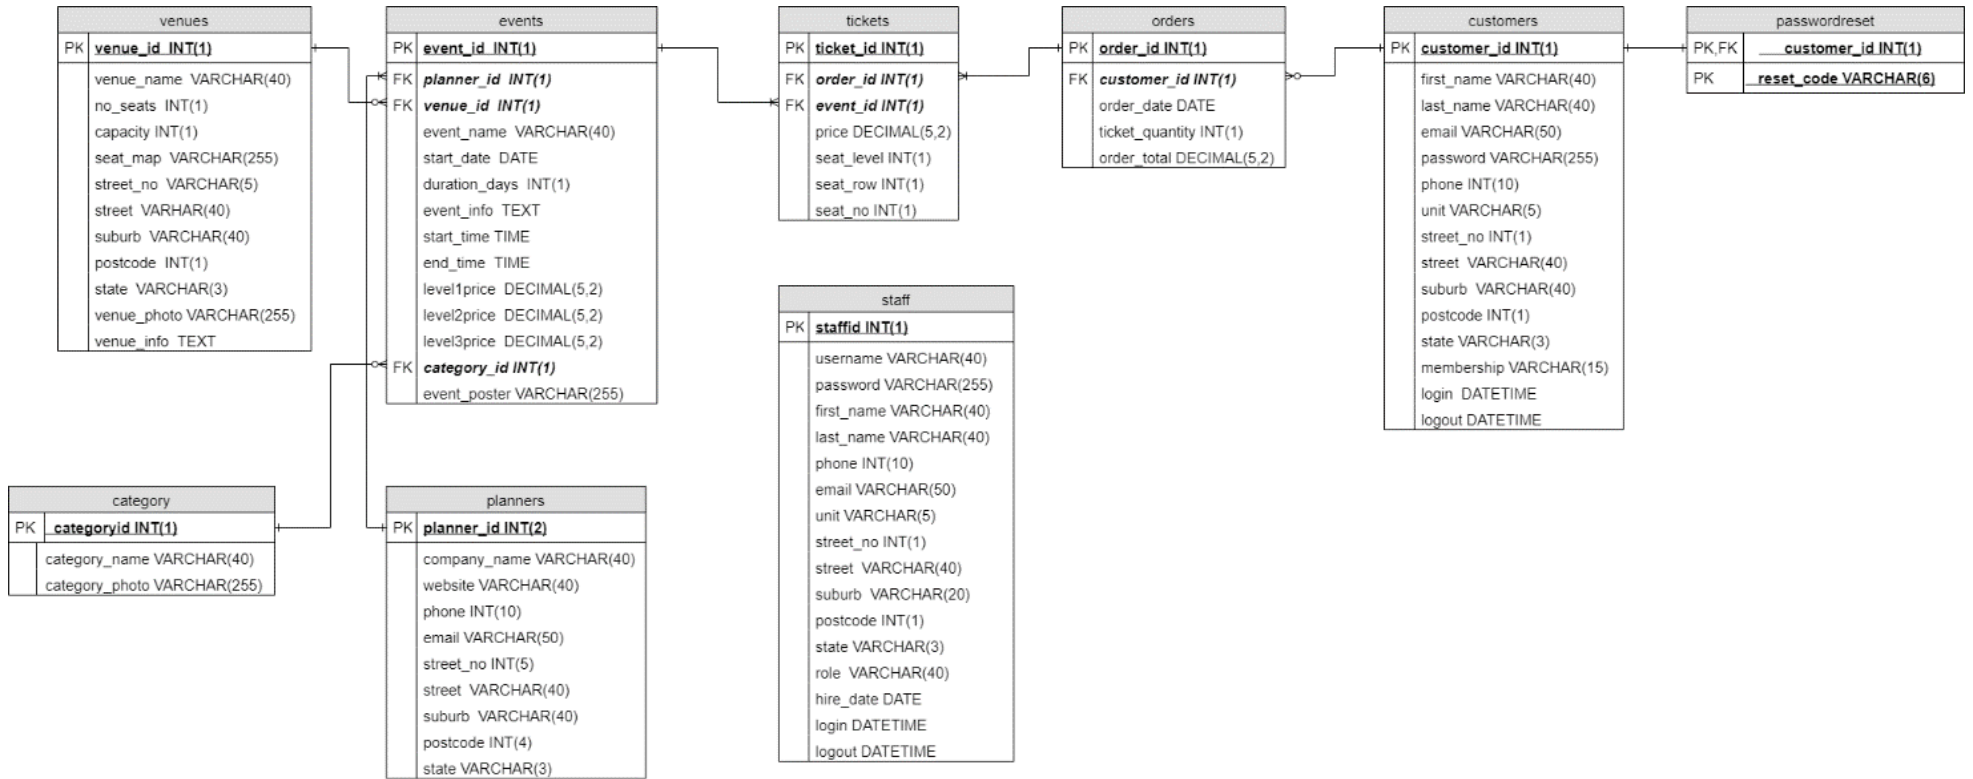 venues
PK venue_id INT(1)
venue_name VARCHAR(40)
no_seats INT(1)
capacity INT(1)
seat_map VARCHAR(255)
street_no VARCHAR(5)
street VARHAR(40)
suburb VARCHAR(40)
postcode INT(1)
state VARCHAR(3)
venue_photo VARCHAR(255)
venue_info TEXT
events
PK event_id INT(1)
FK planner_id INT(1)
FK venue_id INT(1)
event_name VARCHAR(40)
start_date DATE
duration_days INT(1)
event_info TEXT
start_time TIME
end_time TIME
level1price DECIMAL(5,2)
level2price DECIMAL(5,2)
level3price DECIMAL(5,2)
FK category_id INT(1)
event_poster VARCHAR(255)
tickets
PK ticket_id INT(1)
FK order_id INT(1)
FK event_id INT(1)
price DECIMAL(5,2)
seat_level INT(1)
seat_row INT(1)
seat_no INT(1)
orders
PK order_id INT(1)
FK customer_id INT(1)
order_date DATE
ticket_quantity INT(1)
order_total DECIMAL(5,2)
customers
PK customer_id INT(1)
first_name VARCHAR(40)
last_name VARCHAR(40)
email VARCHAR(50)
password VARCHAR(255)
phone INT(10)
unit VARCHAR(5)
street_no INT(1)
street VARCHAR(40)
suburb VARCHAR(40)
postcode INT(1)
state VARCHAR(3)
membership VARCHAR(15)
login DATETIME
logout DATETIME
passwordreset
PK,FK customer_id INT(1)
PK reset_code VARCHAR(6)
category
PK categoryid INT(1)
category_name VARCHAR(40)
category_photo VARCHAR(255)
planners
PK planner_id INT(2)
company_name VARCHAR(40)
website VARCHAR(40)
phone INT(10)
email VARCHAR(50)
street_no INT(5)
street VARCHAR(40)
suburb VARCHAR(40)
postcode INT(4)
state VARCHAR(3)
staff
PK staffid INT(1)
username VARCHAR(40)
password VARCHAR(255)
first_name VARCHAR(40)
last_name VARCHAR(40)
phone INT(10)
email VARCHAR(50)
unit VARCHAR(5)
street_no INT(1)
street VARCHAR(40)
suburb VARCHAR(20)
postcode INT(1)
state VARCHAR(3)
role VARCHAR(40)
hire_date DATE
login DATETIME
logout DATETIME